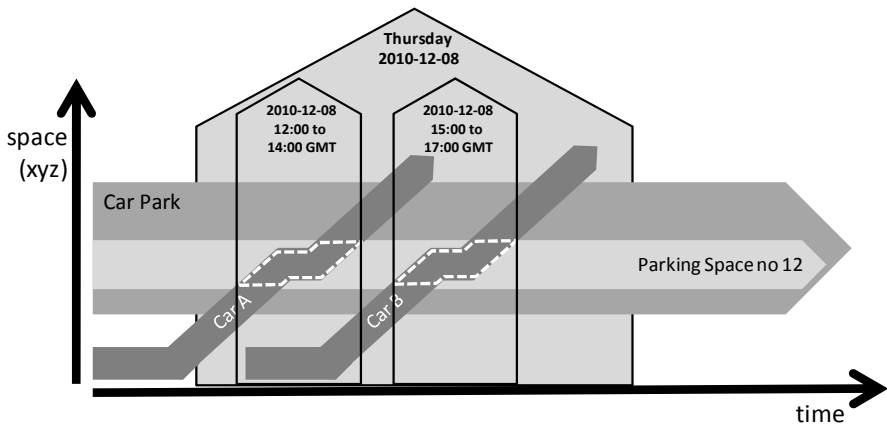 Thursday
2010-12-08
2010-12-08
12:00 to
14:00 GMT
2010-12-08
15:00 to
17:00 GMT
space
(xyz)
Car Park
Parking Space no 12
Car A
Car B
time